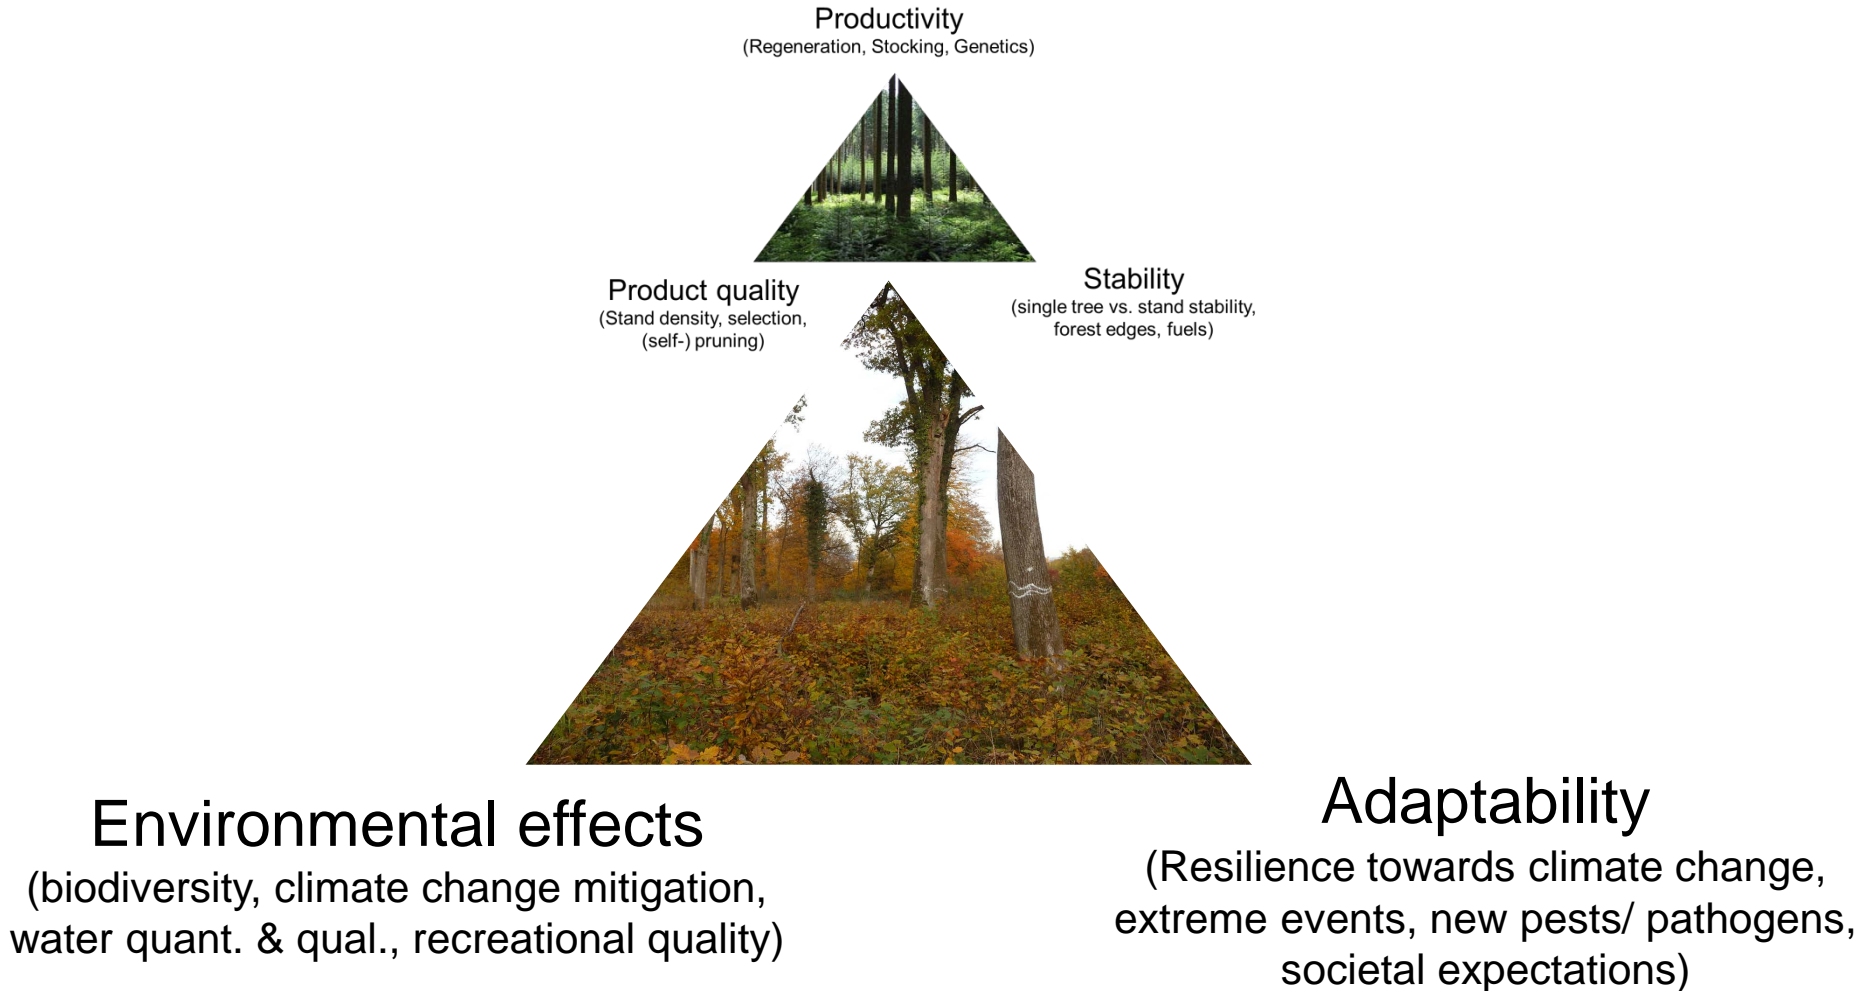 Productivity
(Regeneration, Stocking, Genetics)
Product quality
(Stand density, selection,
(self-) pruning)
Stability
(single tree vs. stand stability,
forest edges, fuels)
Environmental effects
(biodiversity, climate change mitigation,
water quant. & qual., recreational quality)
Adaptability
(Resilience towards climate change,
extreme events, new pests/ pathogens,
societal expectations)